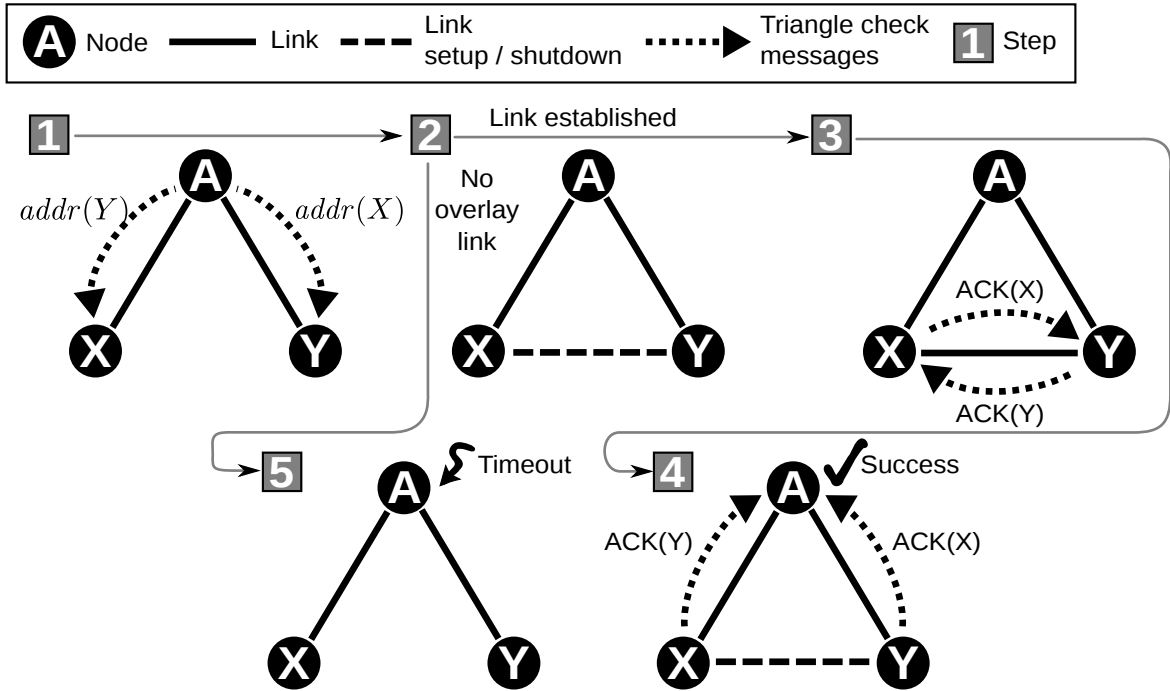 A Node Link Link
setup / shutdown Triangle check
messages 1 Step
1 2 Link established 3
A
addr(Y) addr(X)
X Y
No
overlay
link
A
X Y
A
ACK(X)
X Y
ACK(Y)
5 Timeout
A
X Y
4 Success
A
ACK(Y) ACK(X)
X Y